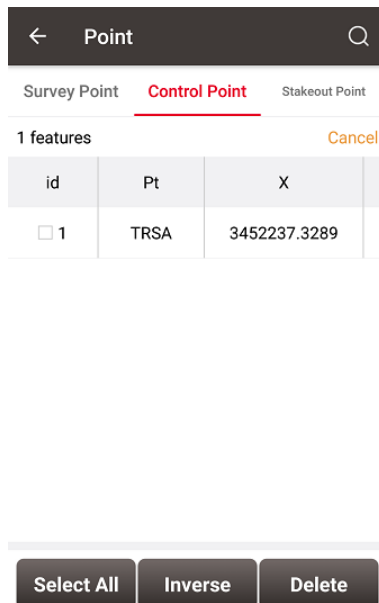 Point
Survey Point Control Point Stakeout Point
1 features Cancel
id Pt X
1 TRSA 3452237.3289
Select All Inverse Delete